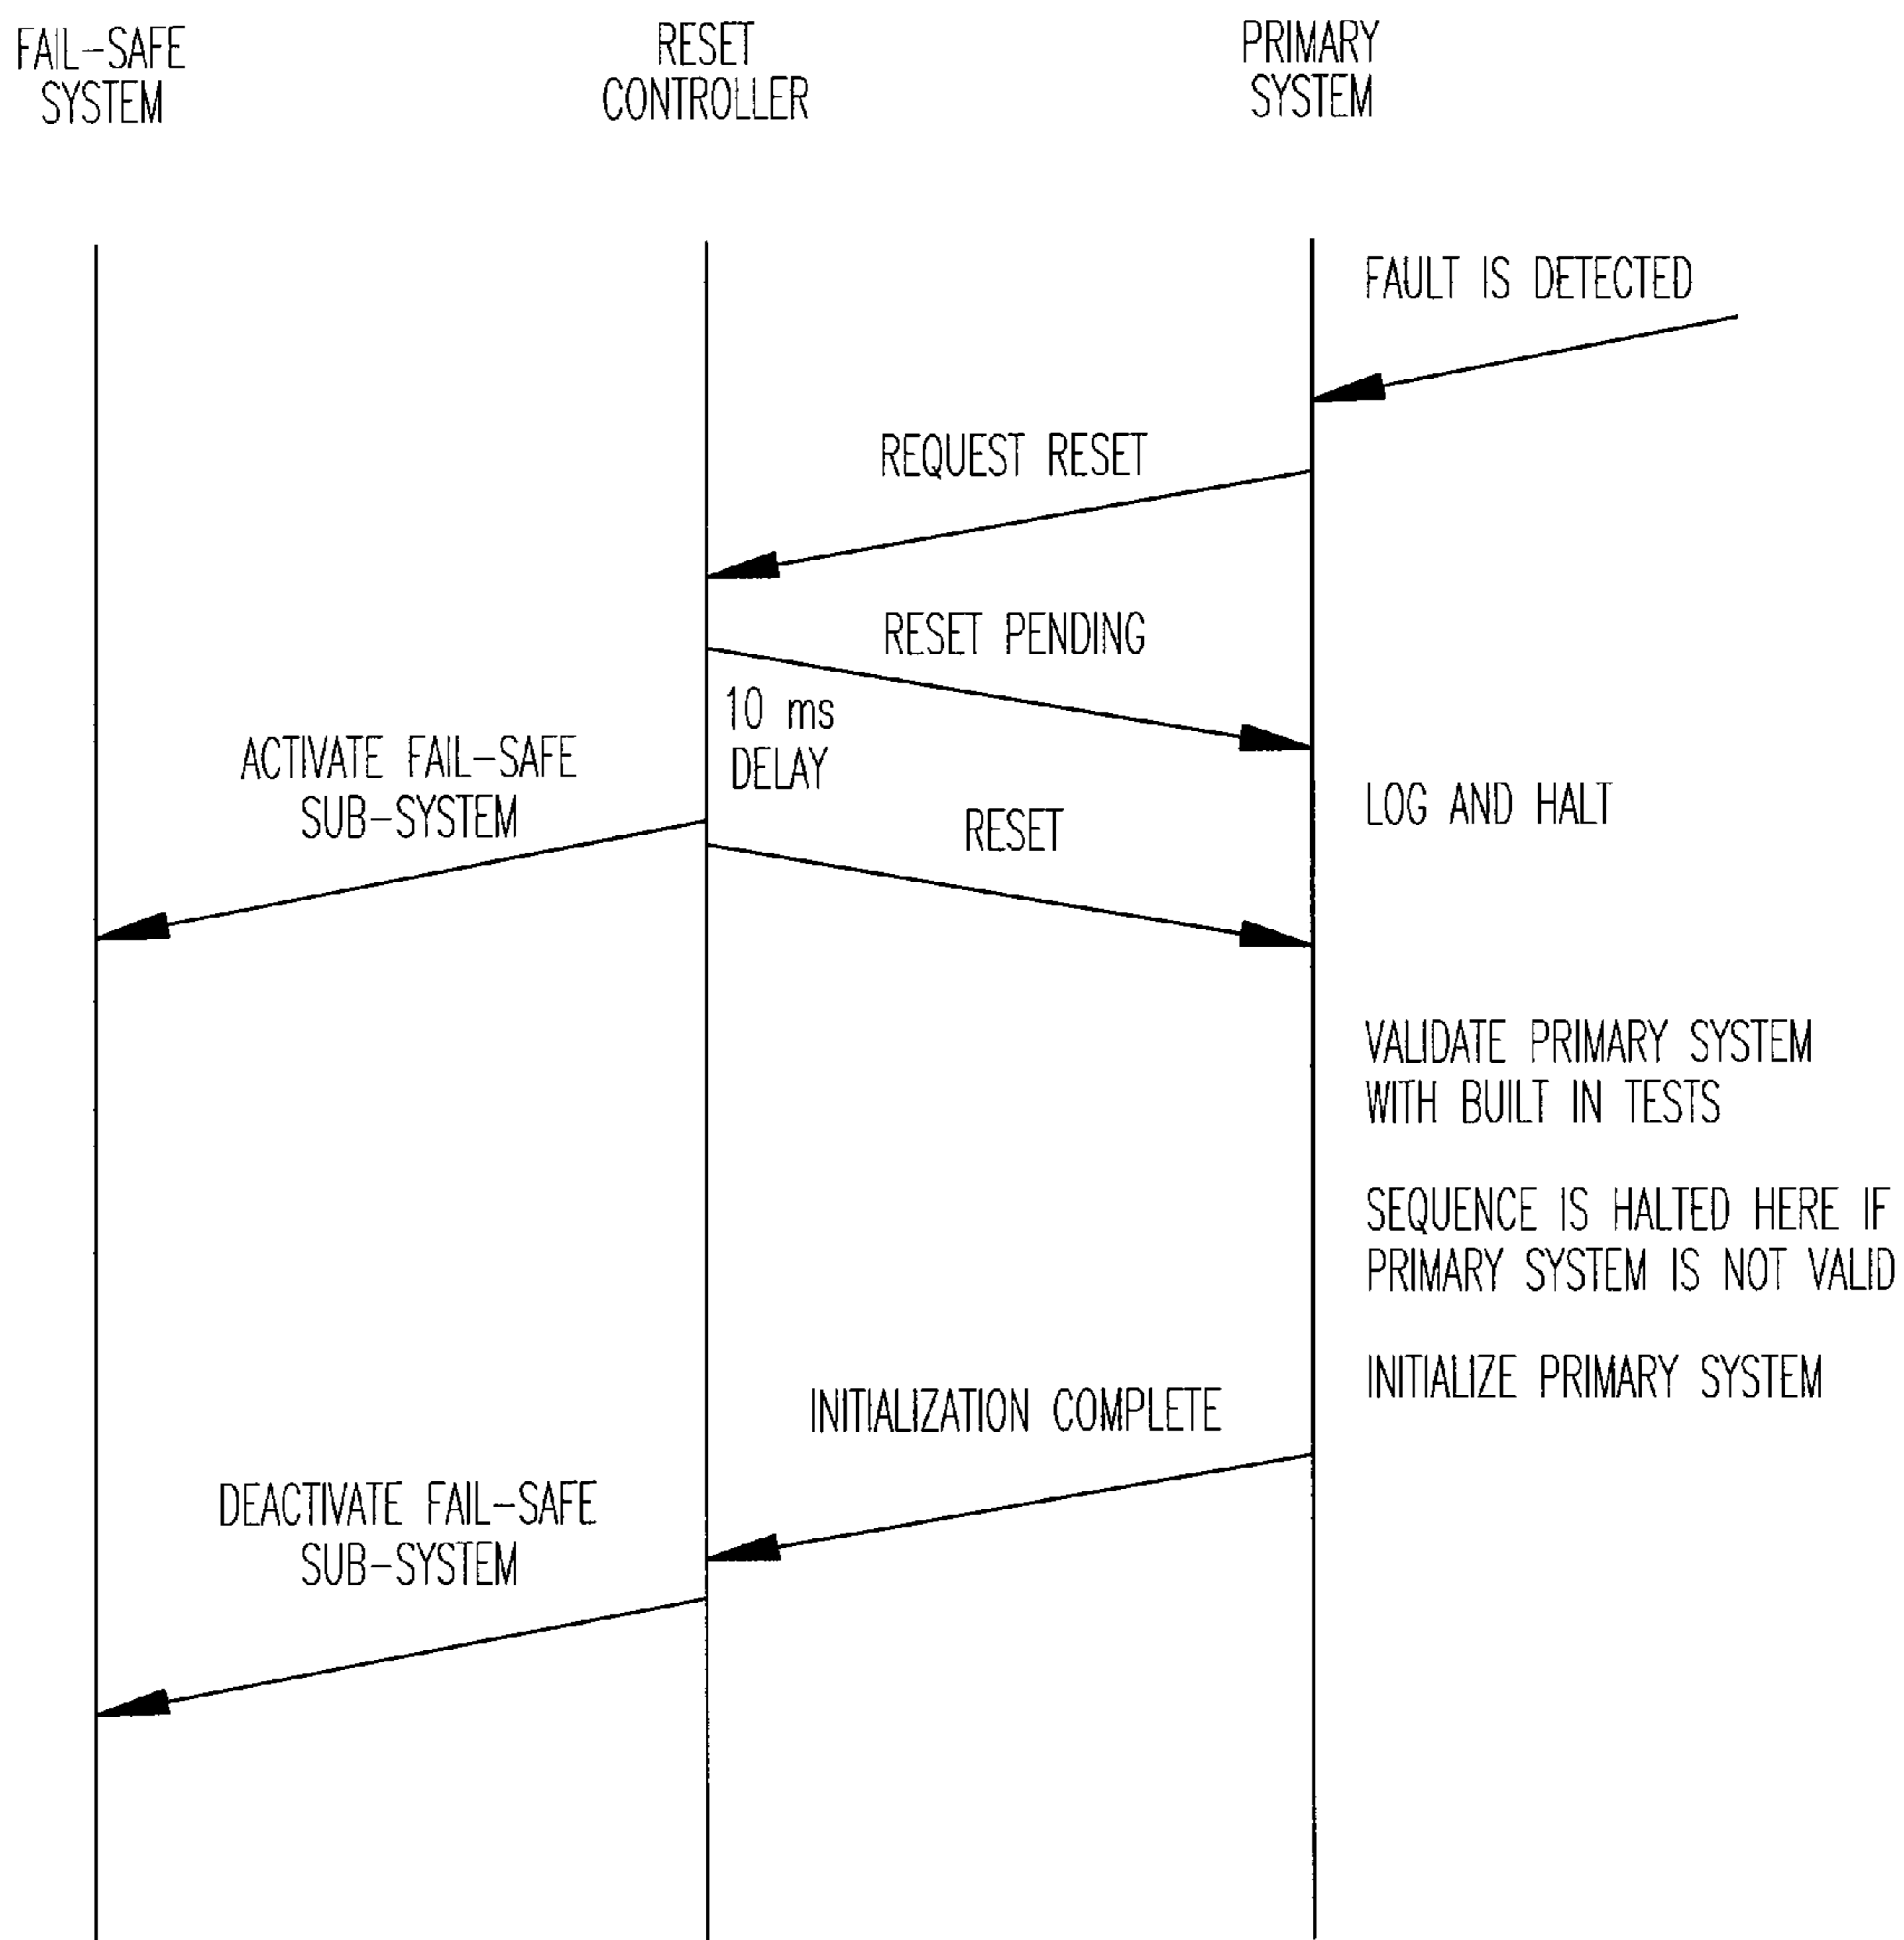 FAIL-SAFE
SYSTEM
RESET
CONTROLLER
PRIMARY
SYSTEM
FAULT IS DETECTED
REQUEST RESET
RESET PENDING
10 ms
DELAY
ACTIVATE FAIL-SAFE
SUB-SYSTEM
LOG AND HALT
RESET
VALIDATE PRIMARY SYSTEM
WITH BUILT IN TESTS
SEQUENCE IS HALTED HERE IF
PRIMARY SYSTEM IS NOT VALID
INITIALIZE PRIMARY SYSTEM
INITIALIZATION COMPLETE
DEACTIVATE FAIL-SAFE
SUB-SYSTEM